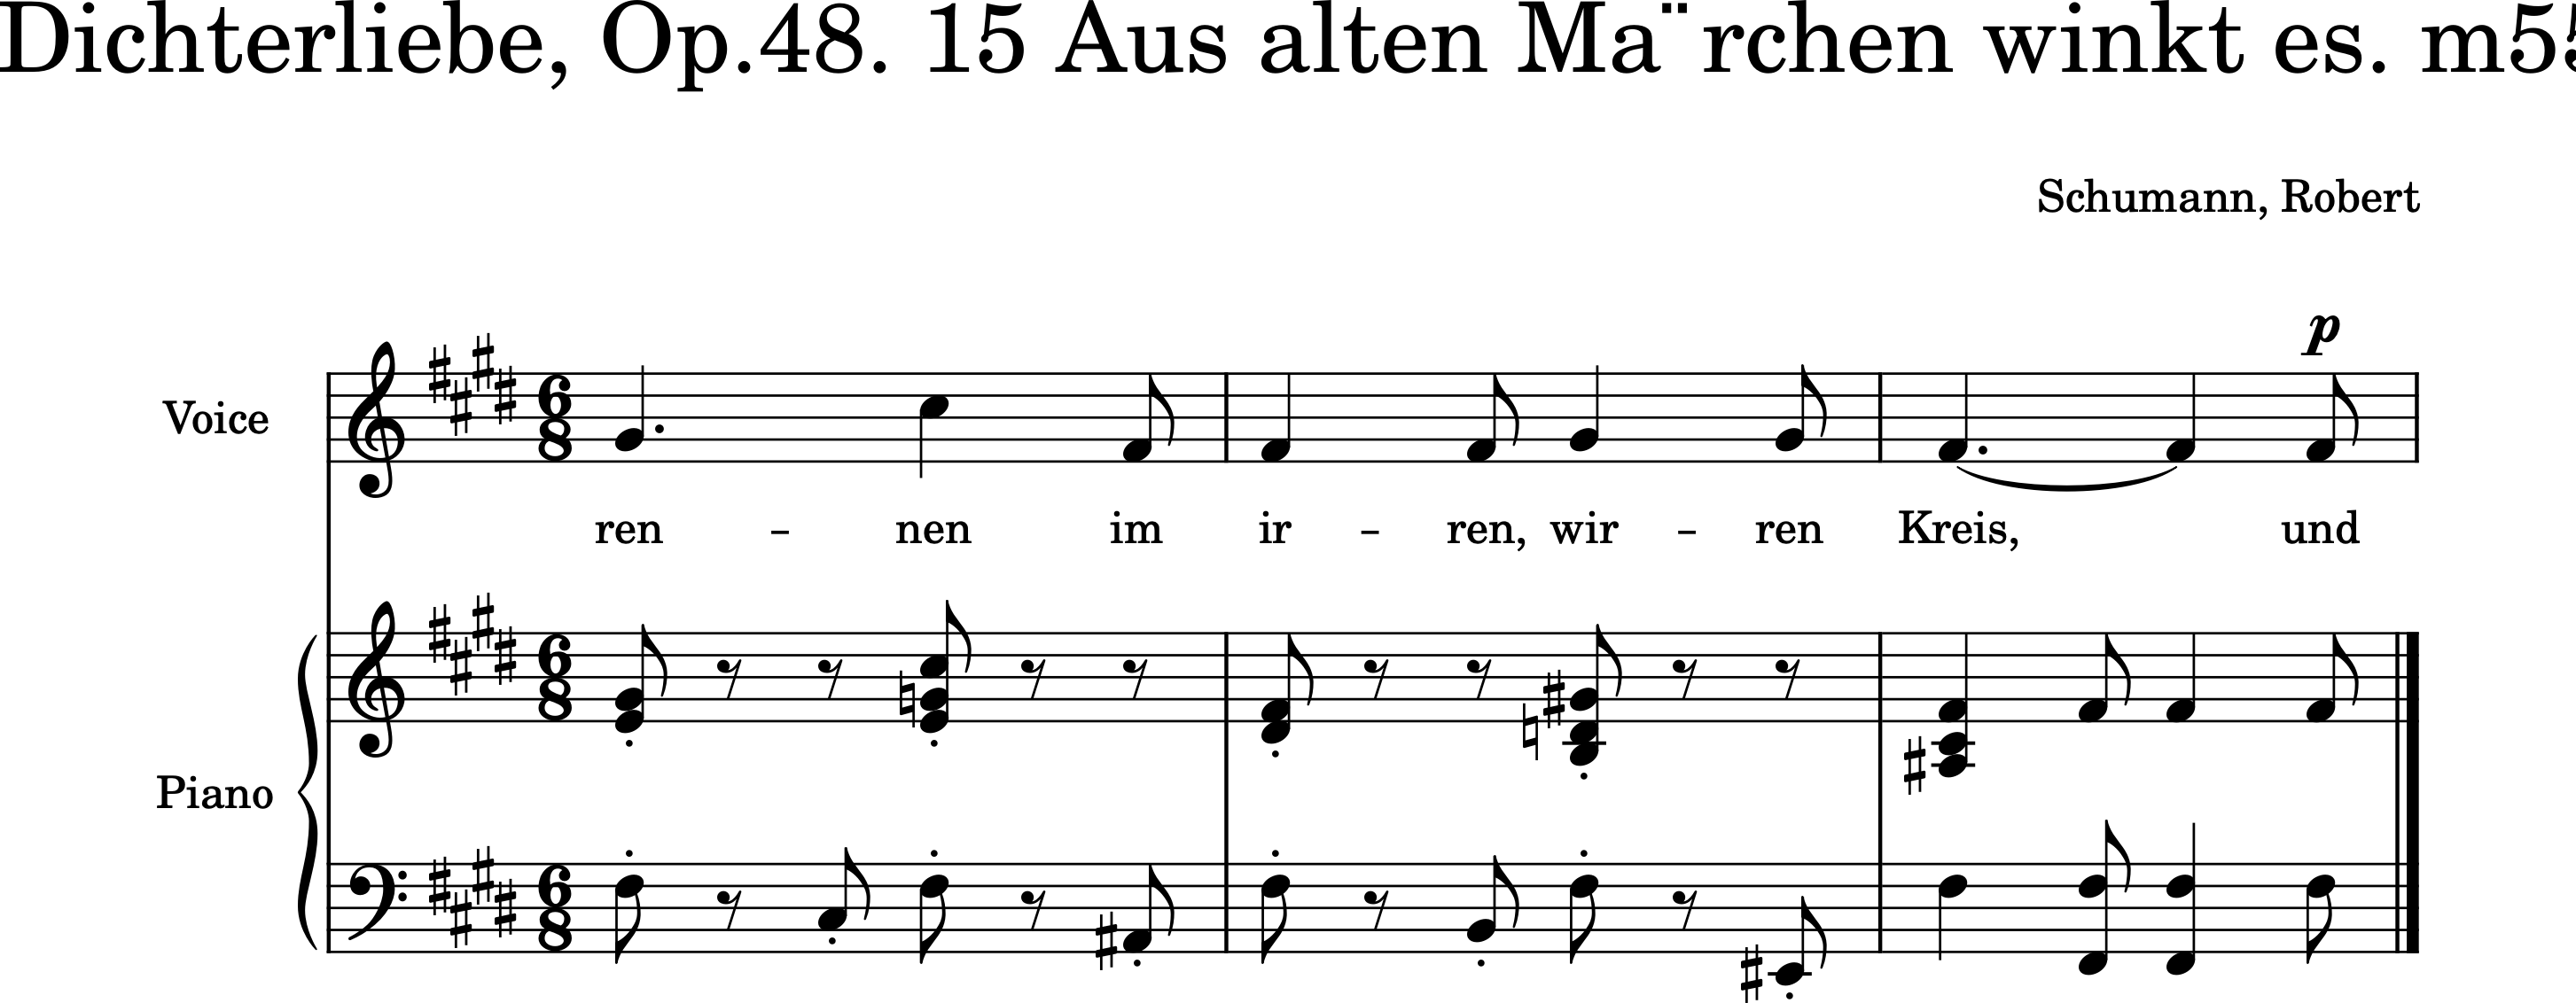 Dichterliebe, Op.48. 15 Aus alten Ma¨rchen winkt es. m55
Schumann, Robert
p
Voice
ren - nen im ir - ren, wir - ren Kreis, und
Piano